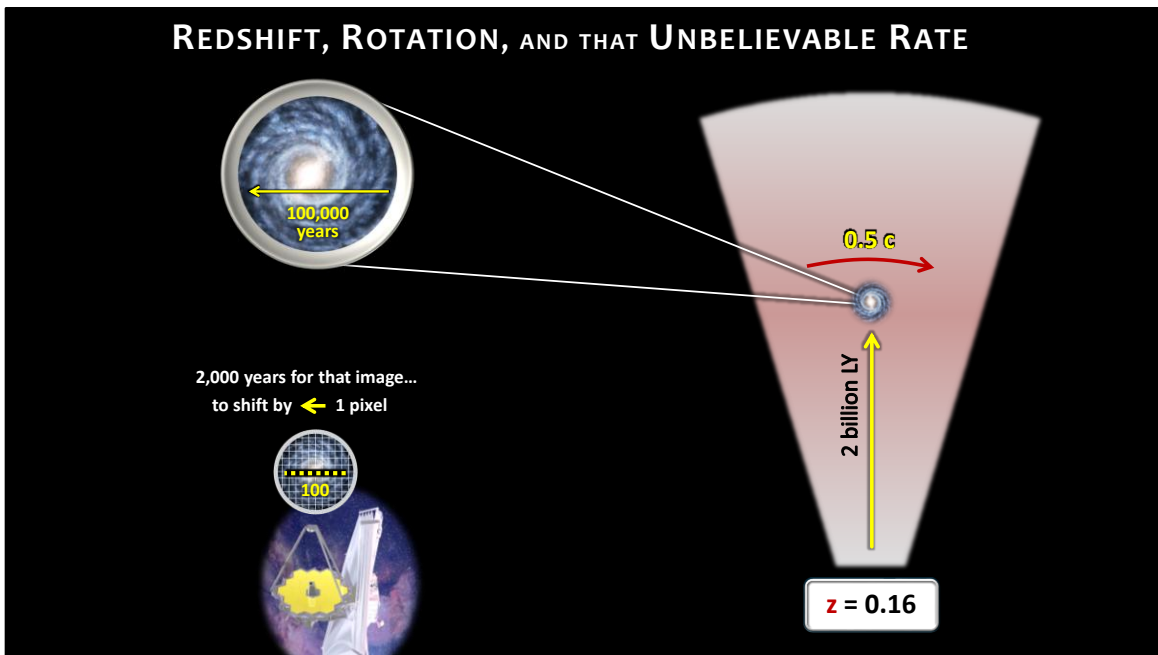 REDSHIFT, ROTATION, AND THAT UNBELIEVABLE RATE
100,000
years
0.5 c
2 billion LY
2,000 years for that image…
to shift by 1 pixel
100
z = 0.16